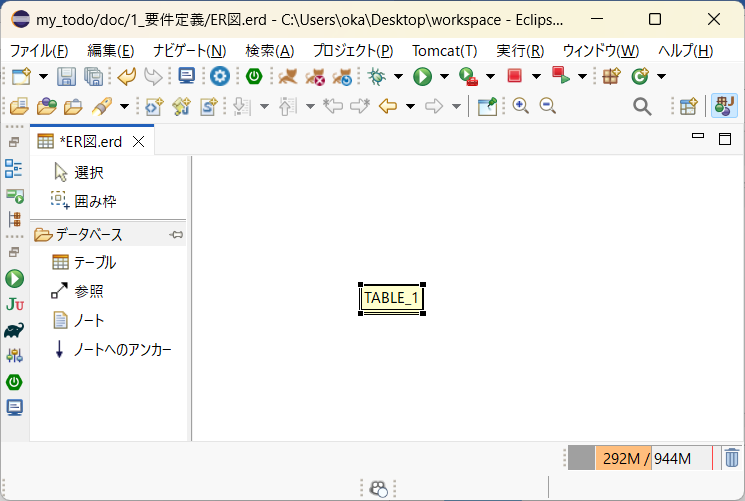 my_todo/doc/1_要件定義/ER図.erd - C:\Users\oka\Desktop\workspace - Eclips...
ファイル(F) 編集(E) ナビゲート(N) 検索(A) プロジェクト(P) Tomcat(T) 実行(R) ウィンドウ(W) ヘルプ(H)
*ER図.erd
選択
囲み枠
データベース
テーブル
参照
ノート
ノートへのアンカー
TABLE_1
JU
292M / 944M